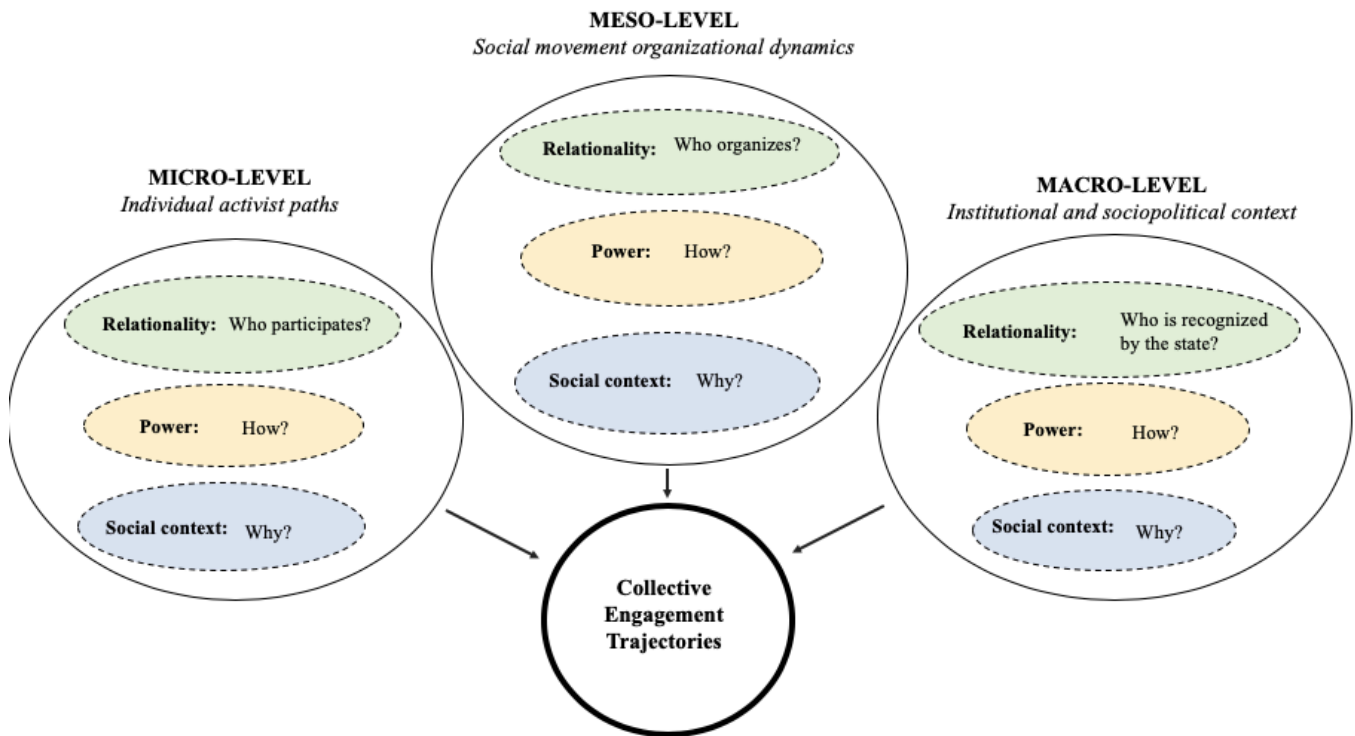 MESO-LEVEL
Social movement organizational dynamics
Relationality: Who organizes?
Power: How?
Social context: Why?
MICRO-LEVEL
Individual activist paths
Relationality: Who participates?
Power: How?
Social context: Why?
MACRO-LEVEL
Institutional and sociopolitical context
Relationality: Who is recognized
by the state?
Power: How?
Social context: Why?
Collective
Engagement
Trajectories